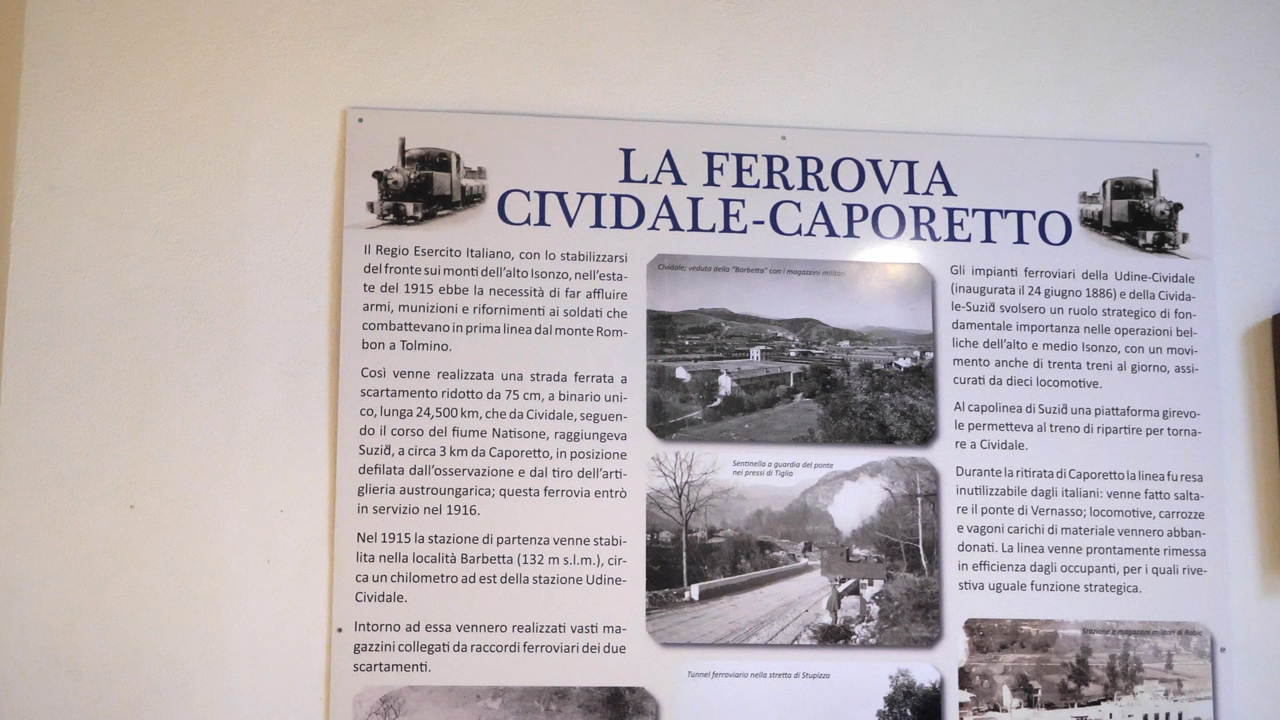 LA FERROVIA
CIVIDALE-CAPORETTO
Il Regio Esercito Italiano, con lo stabilizzarsi
del fronte sui monti dell'alto Isonzo, nell'esta-
te del 1915 ebbe la necessità di far affluire
armi, munizioni e rifornimenti ai soldati che
combattevano in prima linea dal monte Rom-
bon a Tolmino.
Così venne realizzata una strada ferrata a
scartamento ridotto da 75 cm, a binario uni-
co, lunga 24,500 km, che da Cividale, seguen-
do il corso del fiume Natisone, raggiungeva
Suzid, a circa 3 km da Caporetto, in posizione
defilata dall'osservazione e dal tiro dell'arti-
glieria austroungarica; questa ferrovia entrò
in servizio nel 1916.
Nel 1915 la stazione di partenza venne stabi-
lita nella località Barbetta (132 m s.l.m.), cir-
ca un chilometro ad est della stazione Udine-
Cividale.
Intorno ad essa vennero realizzati vasti ma-
gazzini collegati da raccordi ferroviari dei due
scartamenti.
Cividale; veduta della "Barbetta" con i magazzini militari
Sentinella a guardia del ponte
nei pressi di Tiglio
Tunnel ferroviario nella stretta di Stupizza
Gli impianti ferroviari della Udine-Cividale
(inaugurata il 24 giugno 1886) e della Civida-
le-Suzid svolsero un ruolo strategico di fon-
damentale importanza nelle operazioni bel-
liche dell'alto e medio Isonzo, con un movi-
mento anche di trenta treni al giorno, assi-
curati da dieci locomotive.
Al capolinea di Suzid una piattaforma girevo-
le permetteva al treno di ripartire per torna-
re a Cividale.
Durante la ritirata di Caporetto la linea fu resa
inutilizzabile dagli italiani: venne fatto salta-
re il ponte di Vernasso; locomotive, carrozze
e vagoni carichi di materiale vennero abban-
donati. La linea venne prontamente rimessa
in efficienza dagli occupanti, per i quali rive-
stiva uguale funzione strategica.
Stazione e magazzini militari di Robic